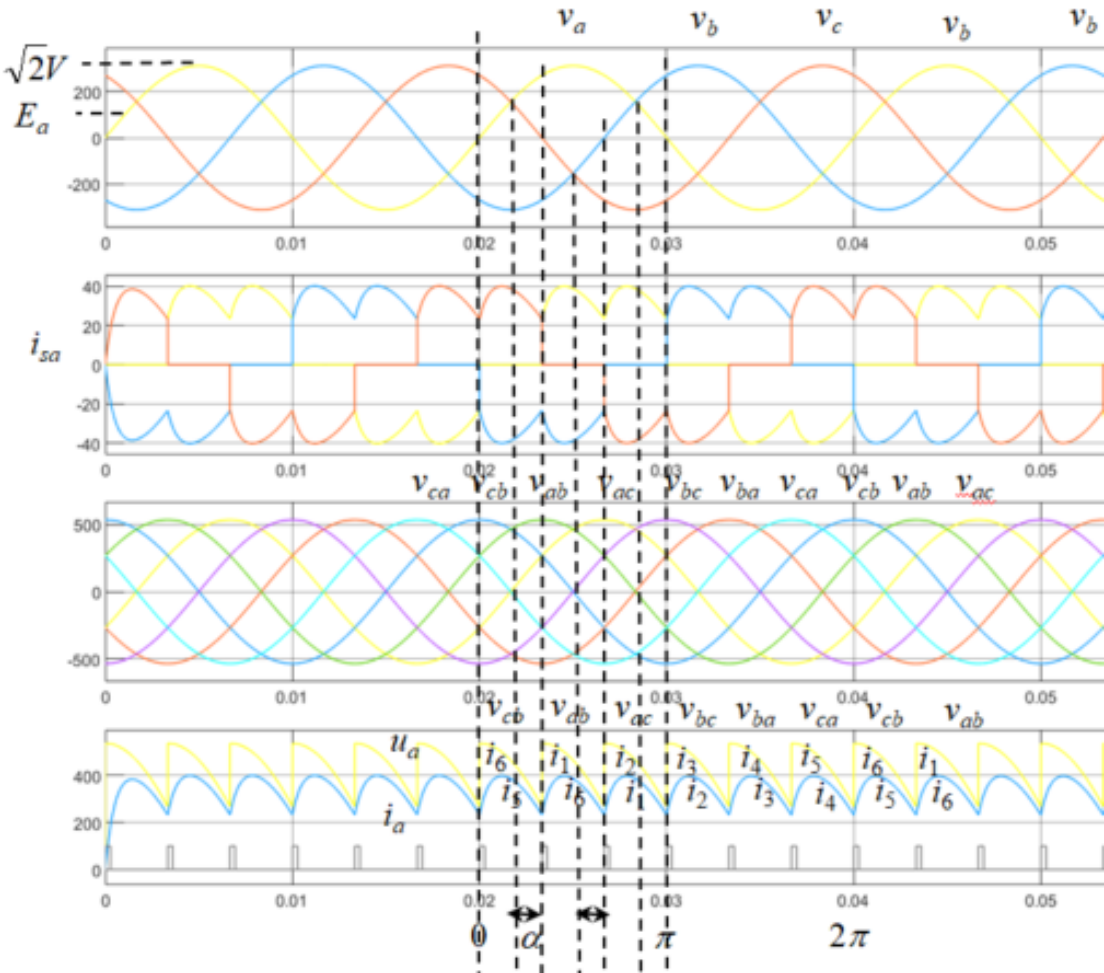 v_a v_b v_c v_b v_b
√2V
200
E_a
0
-200
0 0.01 0.02 0.03 0.04 0.05
40
20
i_sa
0
-20
-40
0 0.01 0.02 0.03 0.04 0.05
v_ca v_cb v_ab v_ac v_bc v_ba v_ca v_cb v_ab v_ac
500
0
-500
0 0.01 0.02 0.03 0.04 0.05
v_cb v_ab v_ac v_bc v_ba v_ca v_cb v_ab
u_a i_6 i_1 i_2 i_3 i_4 i_5 i_6 i_1
400
i_5 i_6 i_1 i_2 i_3 i_4 i_5 i_6
i_a
200
0
0 0.01 0.02 0.03 0.04 0.05
0 α π 2π